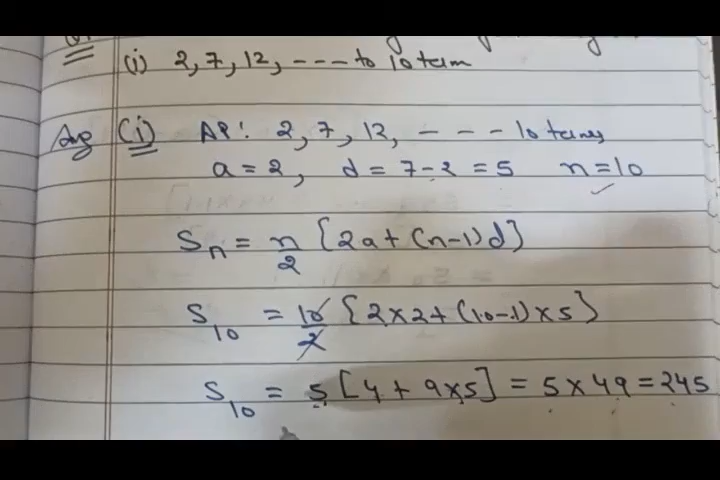 (i) 2, 7, 12, ---- to 10 term
Ans (i) AP: 2, 7, 12, - - - - 10 terms
a = 2, d = 7-2 = 5 n = 10
Sn = n/2 [2a + (n-1)d]
S10 = 10/2 [2×2 + (10-1)×5]
S10 = 5 [4 + 9×5] = 5 × 49 = 245